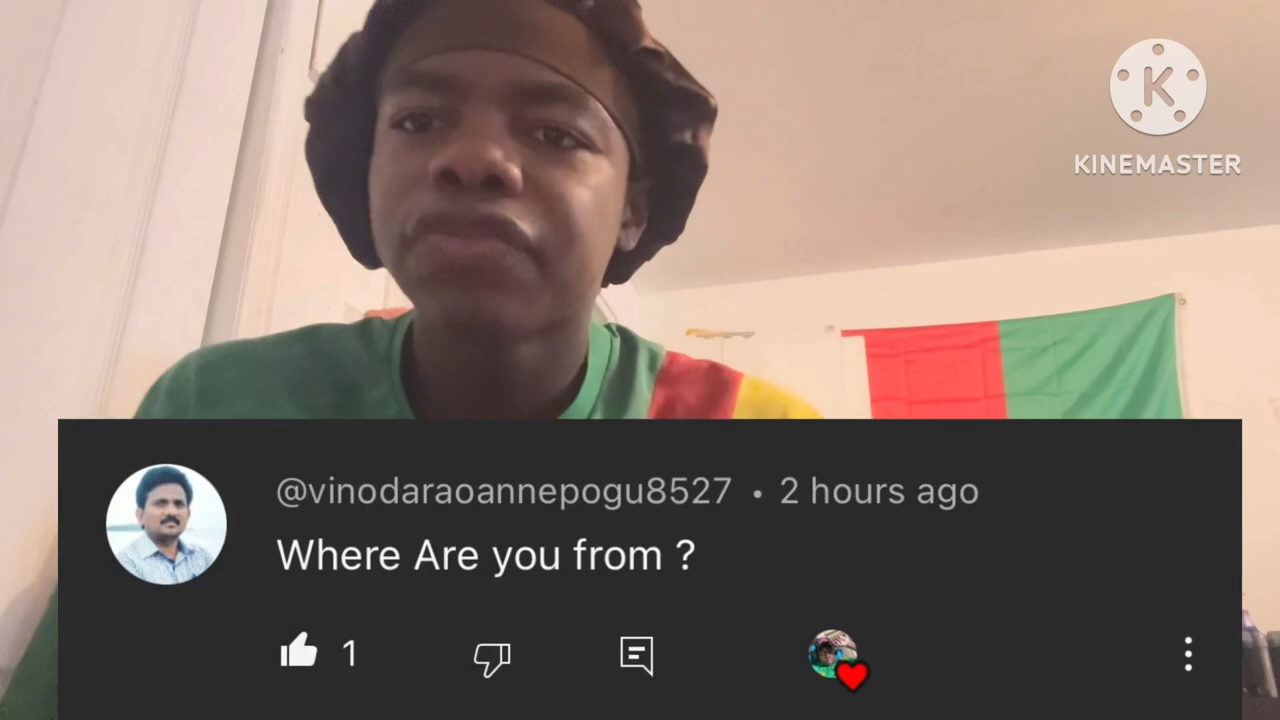 K
KINEMASTER
@vinodaraoannepogu8527 • 2 hours ago
Where Are you from ?
1